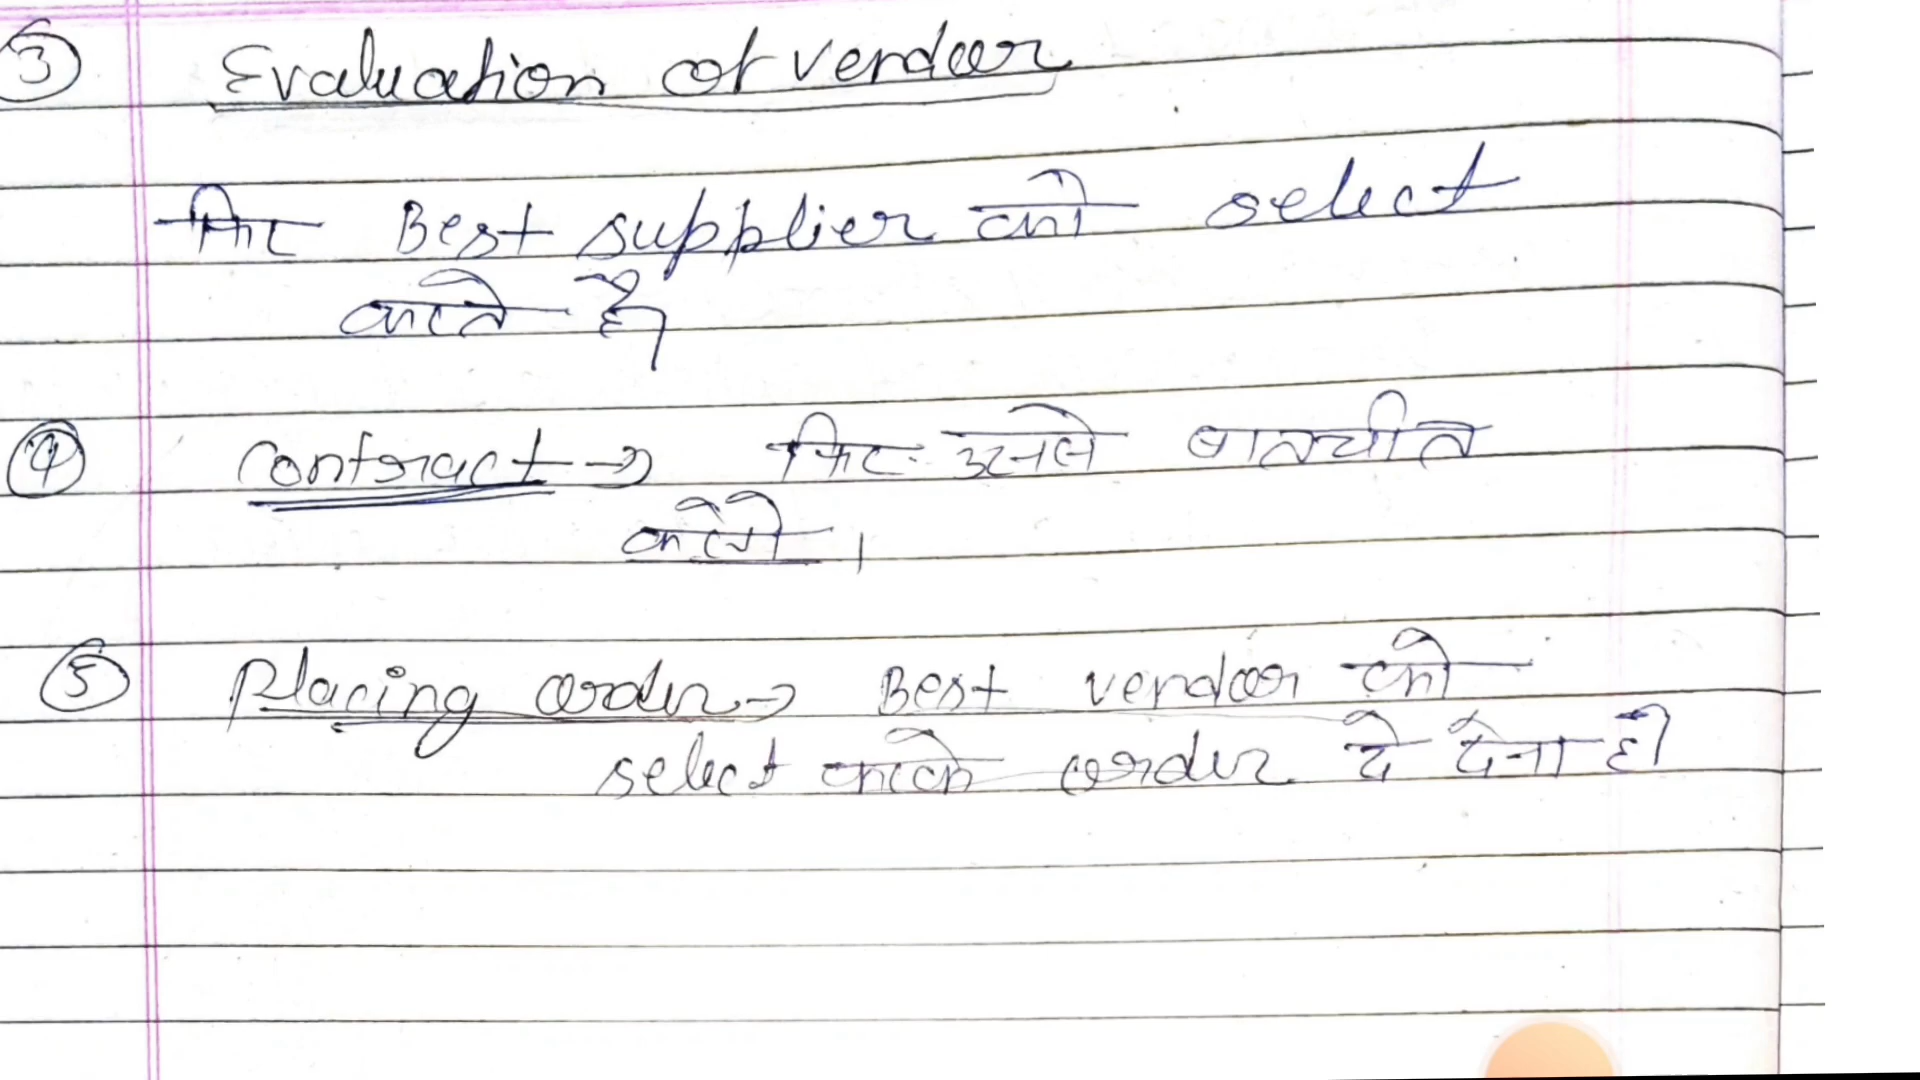 ③ Evaluation of vendor
फिर Best supplier को select
करते है
④ contract → फिर उनसे बातचीत
करेंगे ।
⑤ Placing order → Best vendor को
select करके order दे देना है